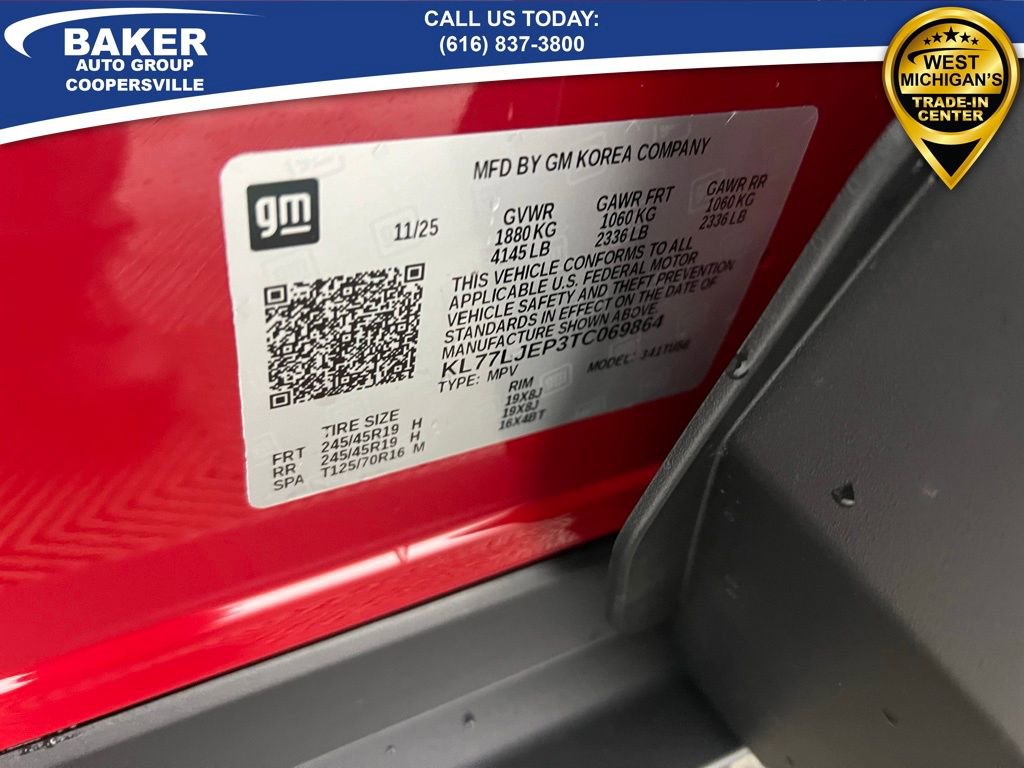 BAKER
AUTO GROUP
COOPERSVILLE
CALL US TODAY:
(616) 837-3800
WEST
MICHIGAN'S
TRADE-IN
CENTER
MFD BY GM KOREA COMPANY
gm
11/25
GVWR GAWR FRT GAWR RR
1880 KG 1060 KG 1060 KG
4145 LB 2336 LB 2336 LB
THIS VEHICLE CONFORMS TO ALL
APPLICABLE U.S. FEDERAL MOTOR
VEHICLE SAFETY AND THEFT PREVENTION
STANDARDS IN EFFECT ON THE DATE OF
MANUFACTURE SHOWN ABOVE.
KL77LJEP3TC069864
TYPE: MPV MODEL:
TIRE SIZE RIM
FRT 245/45R19 H 19X8J
RR 245/45R19 H 19X8J
SPA T125/70R16 M 16X4BT